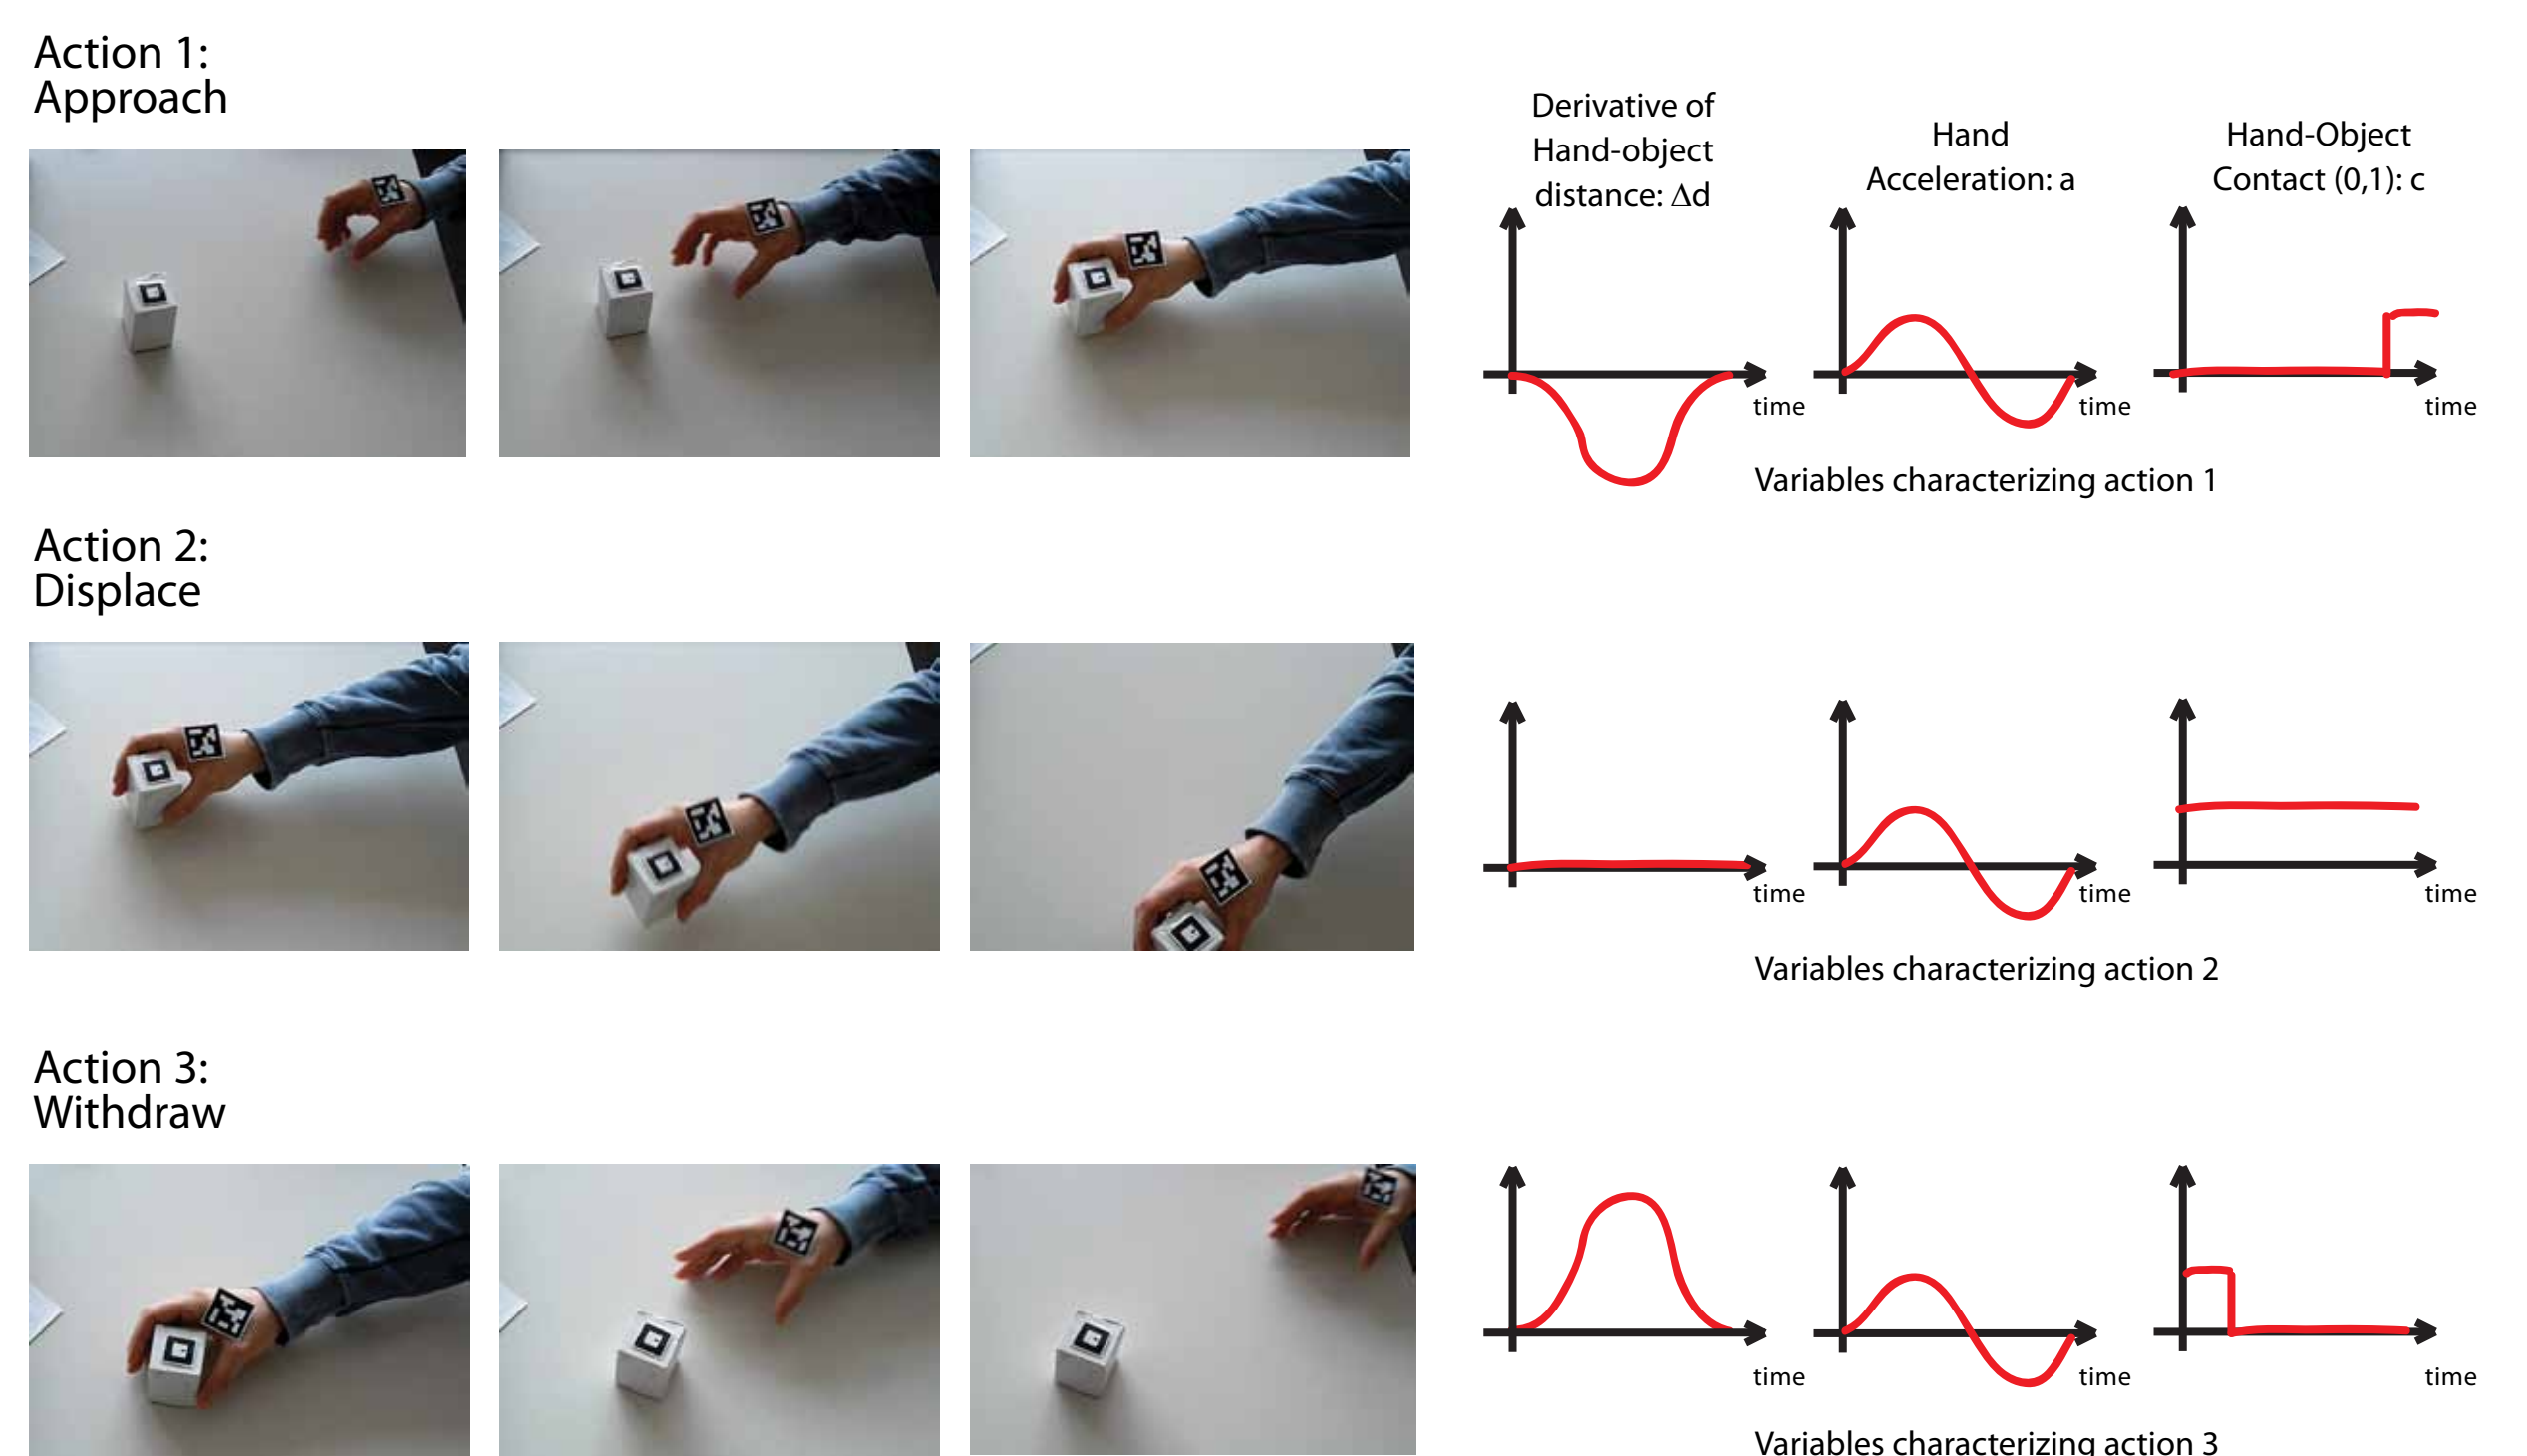 Action 1:
Approach
Derivative of
Hand-object
distance: Δd
Hand
Acceleration: a
Hand-Object
Contact (0,1): c
time
time
time
Variables characterizing action 1
Action 2:
Displace
time
time
time
Variables characterizing action 2
Action 3:
Withdraw
time
time
time
Variables characterizing action 3